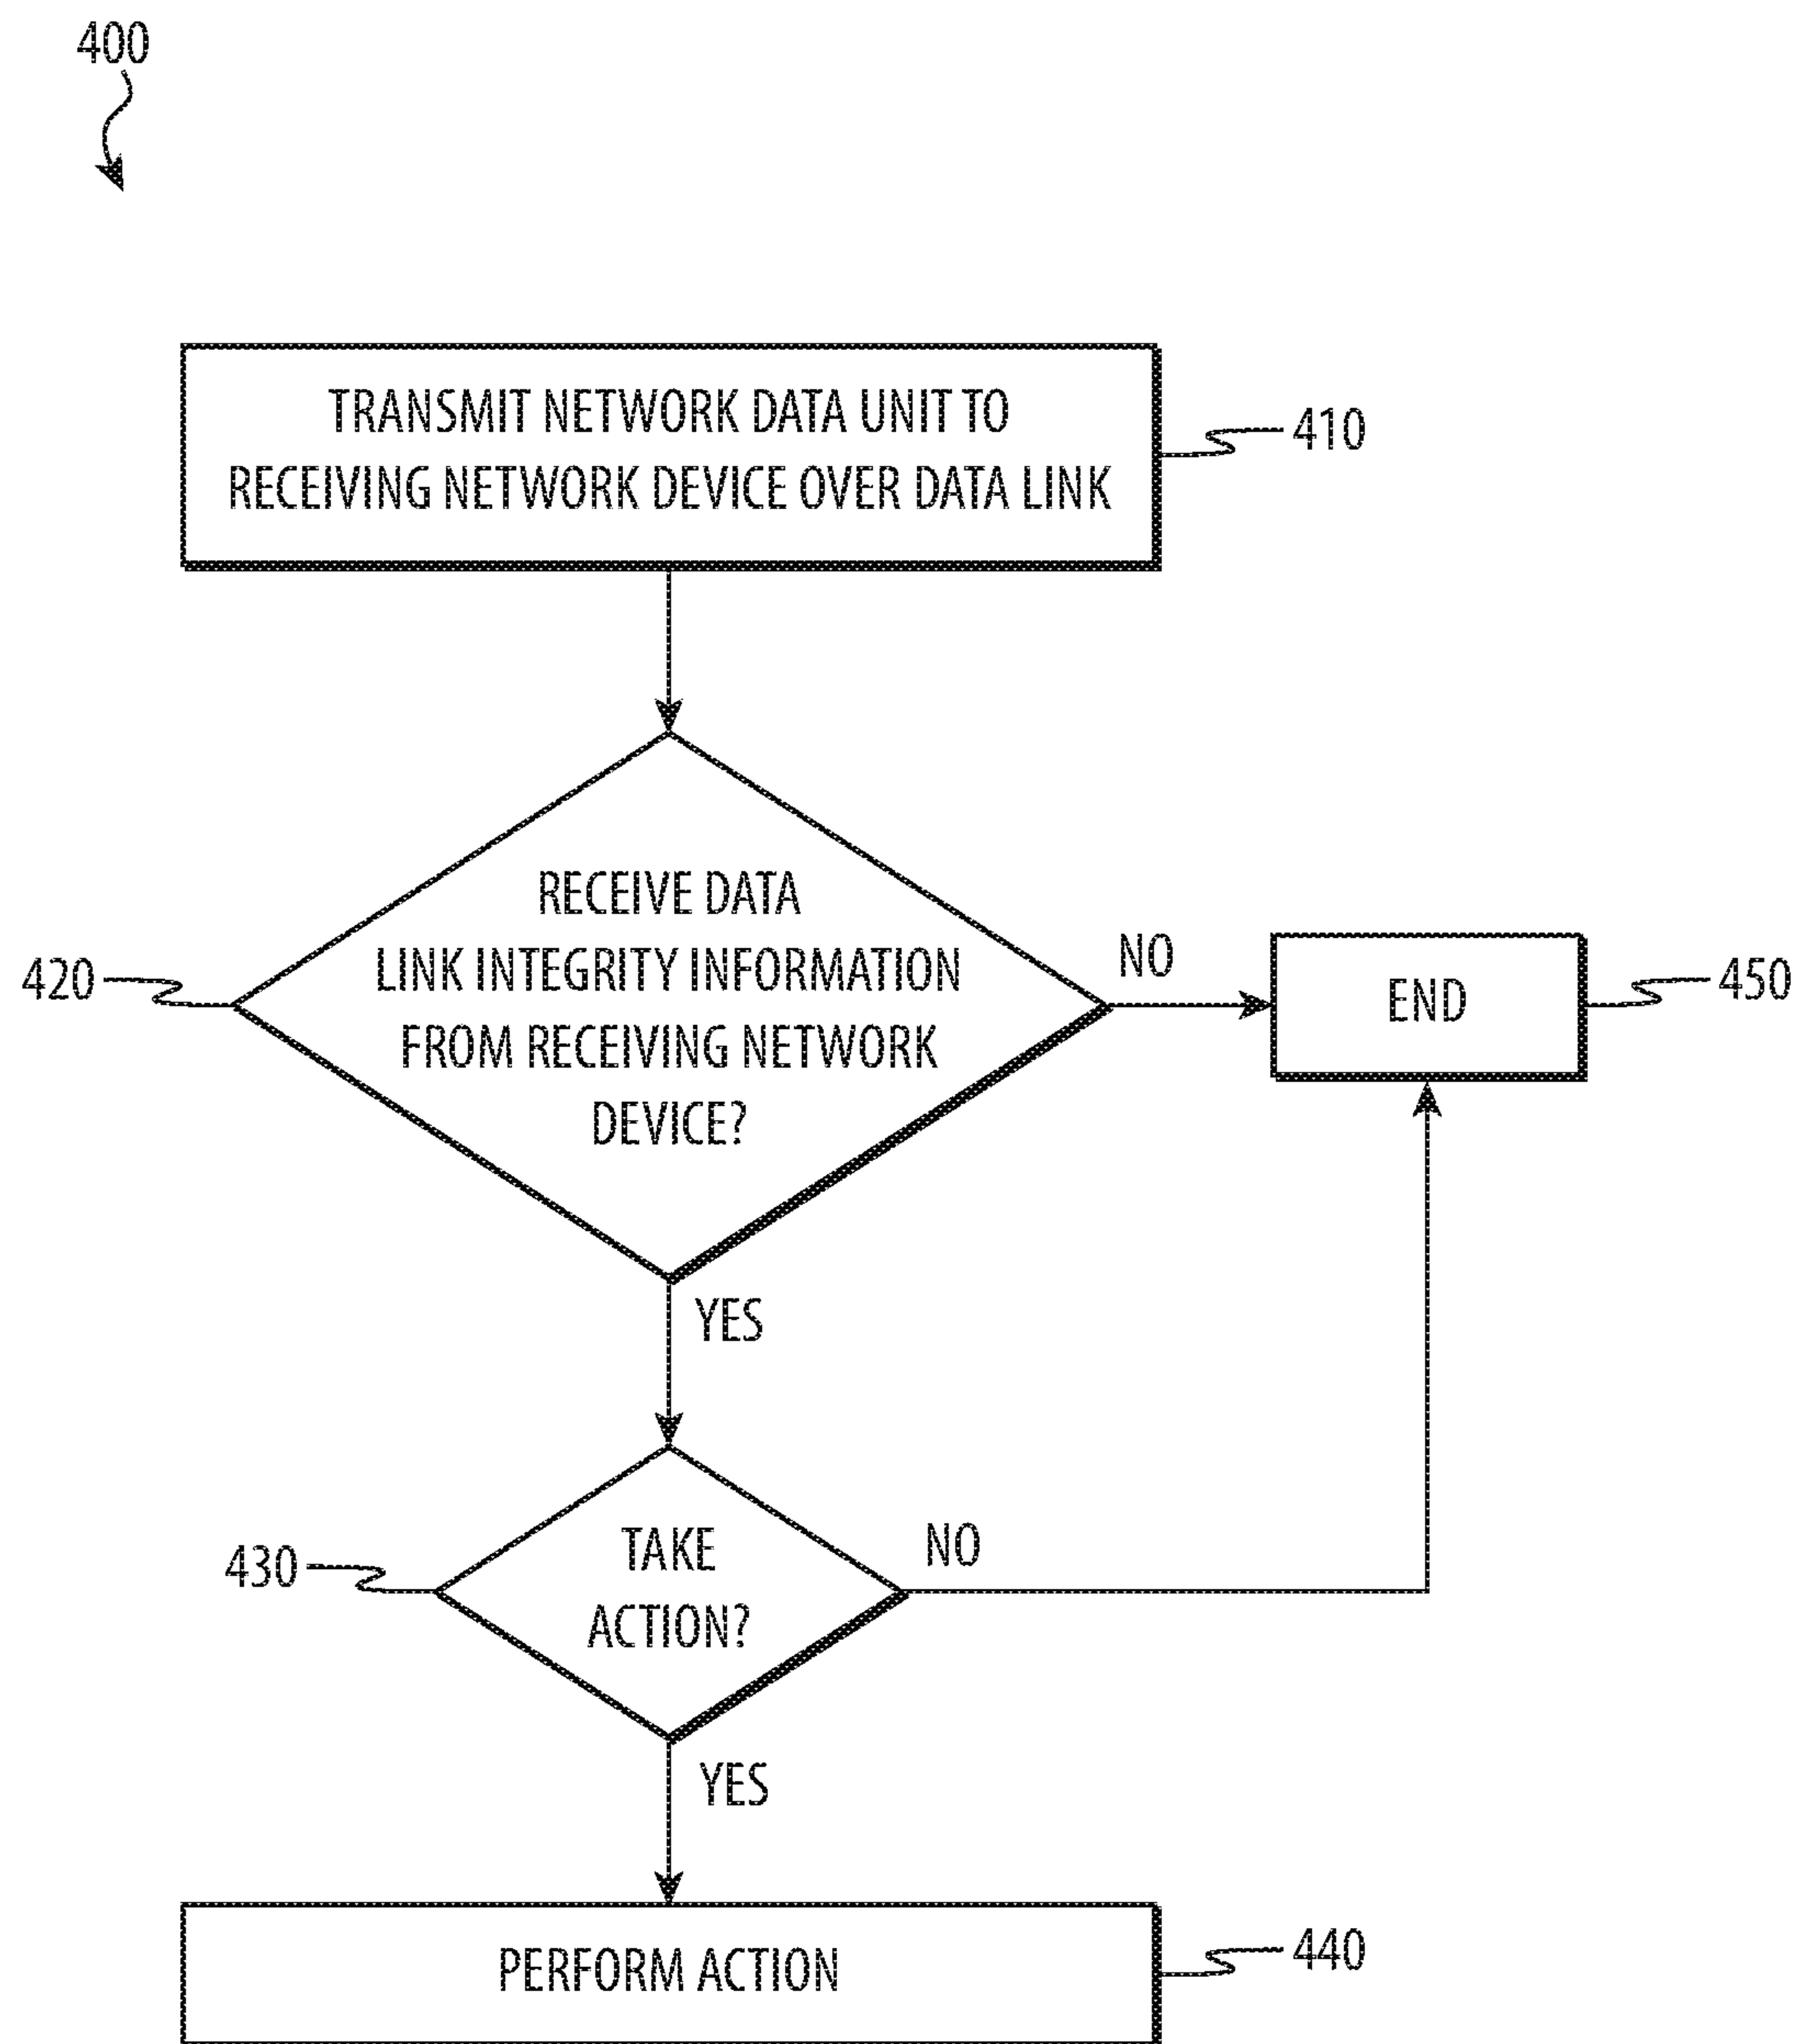 400
TRANSMIT NETWORK DATA UNIT TO
RECEIVING NETWORK DEVICE OVER DATA LINK
410
RECEIVE DATA
LINK INTEGRITY INFORMATION
FROM RECEIVING NETWORK
DEVICE?
420
NO
END
450
YES
TAKE
ACTION?
430
NO
YES
PERFORM ACTION
440